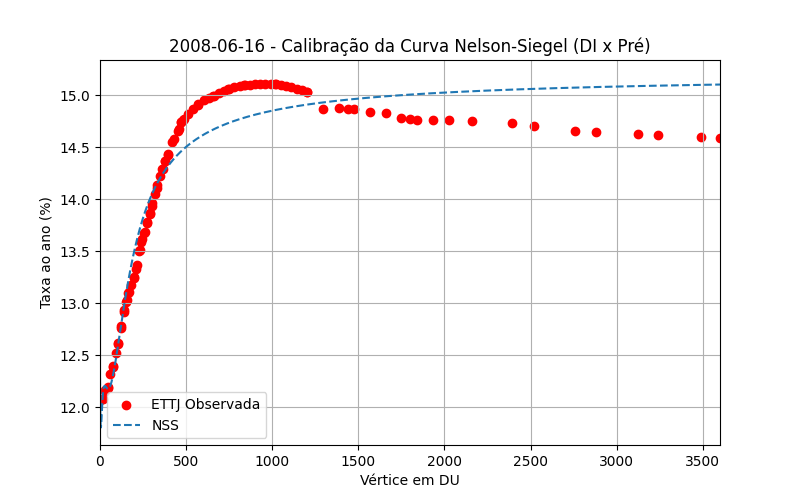 2008-06-16 - Calibração da Curva Nelson-Siegel (DI x Pré)
Taxa ao ano (%)
15.0
14.5
14.0
13.5
13.0
12.5
12.0
ETTJ Observada
NSS
0 500 1000 1500 2000 2500 3000 3500
Vértice em DU